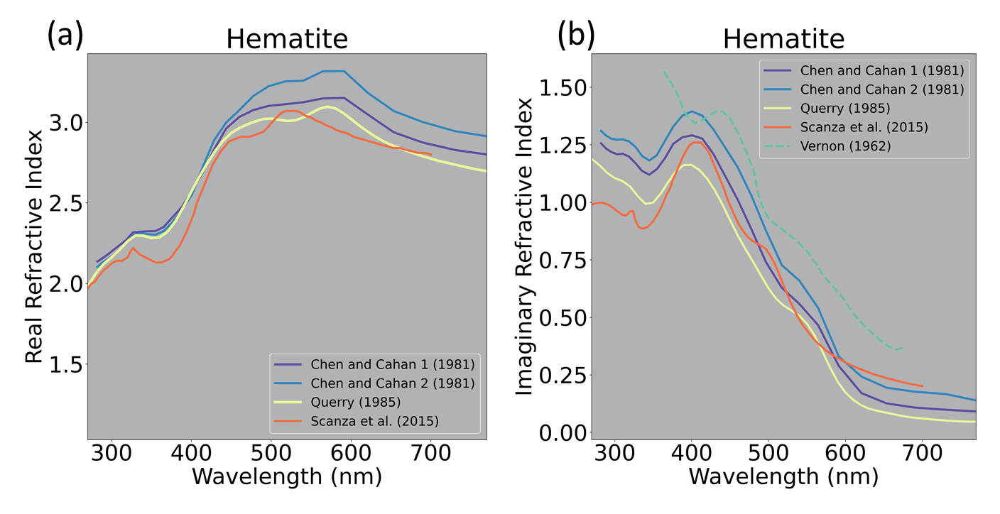 (a)
Hematite
Real Refractive Index
3.0
2.5
2.0
1.5
Chen and Cahan 1 (1981)
Chen and Cahan 2 (1981)
Querry (1985)
Scanza et al. (2015)
300 400 500 600 700
Wavelength (nm)
(b)
Hematite
Imaginary Refractive Index
1.50
1.25
1.00
0.75
0.50
0.25
0.00
Chen and Cahan 1 (1981)
Chen and Cahan 2 (1981)
Querry (1985)
Scanza et al. (2015)
Vernon (1962)
300 400 500 600 700
Wavelength (nm)